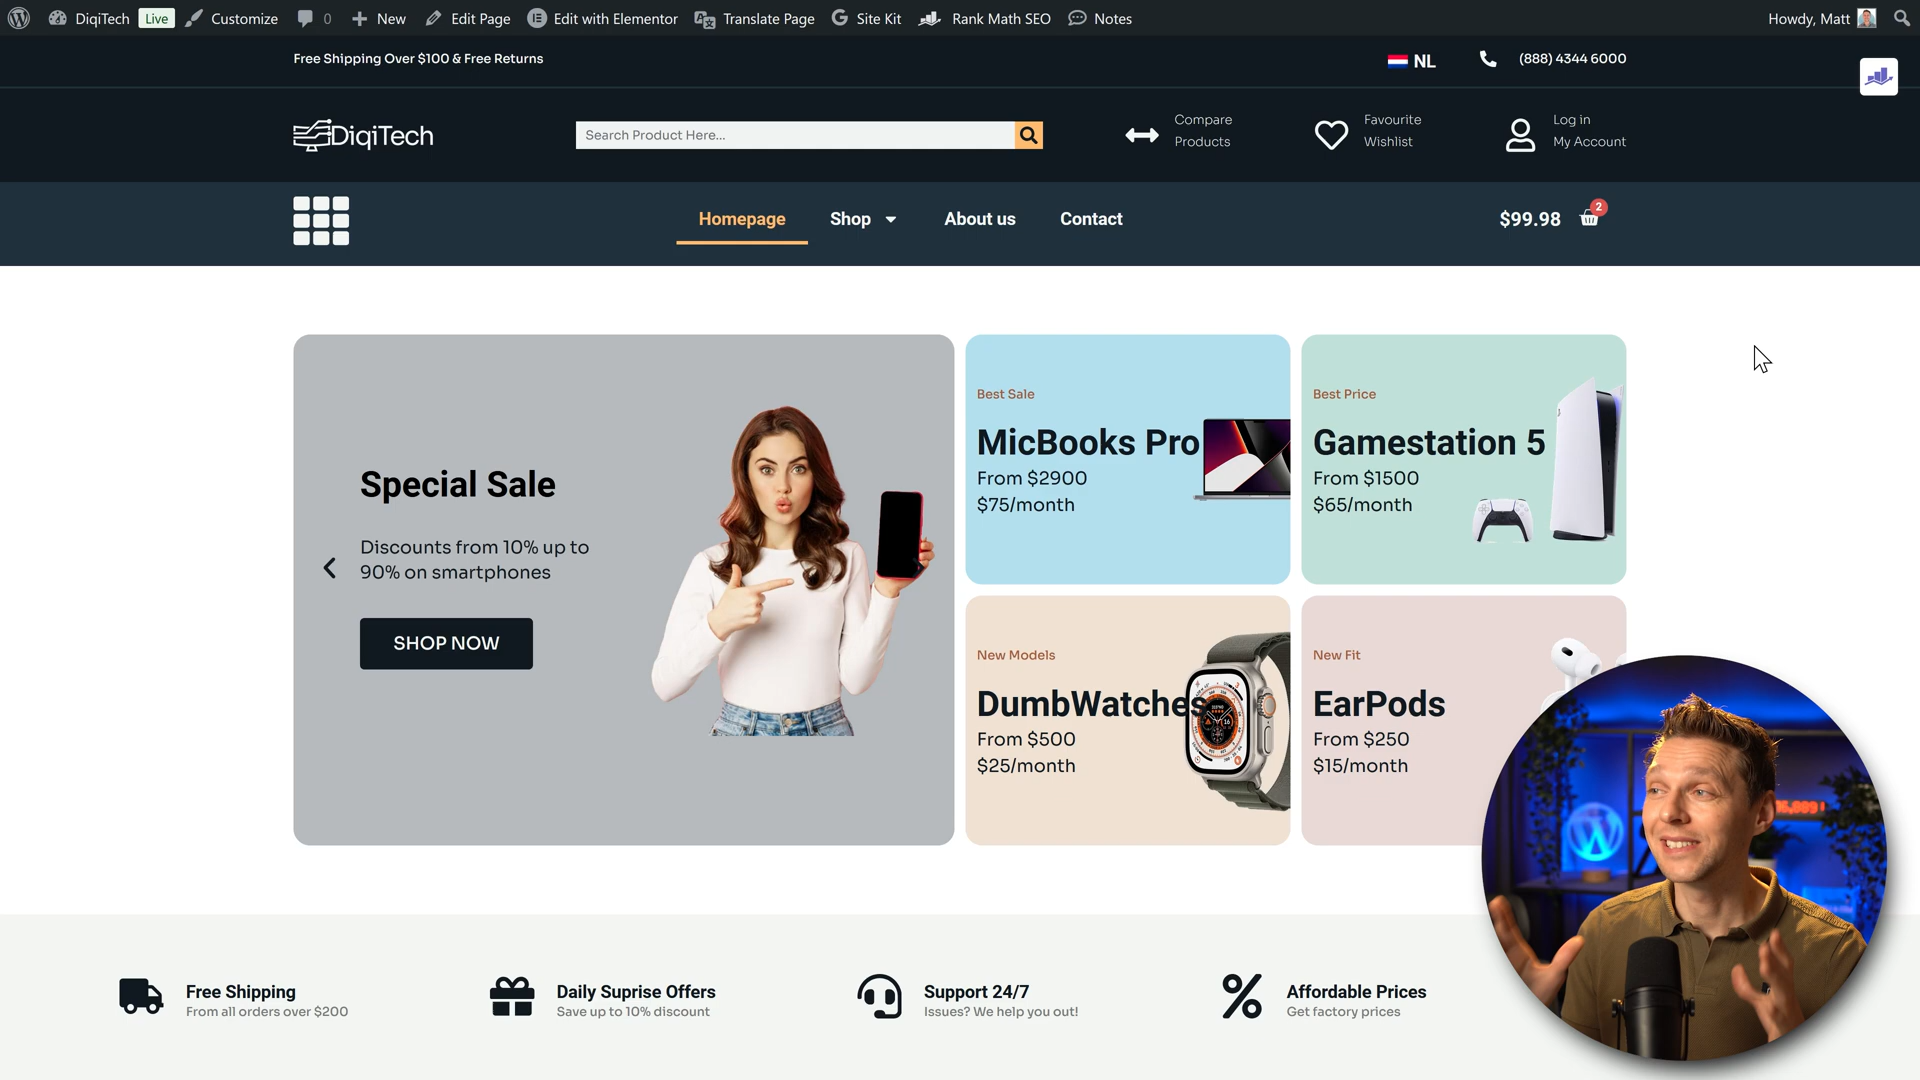 DiqiTech Live Customize 0 New Edit Page Edit with Elementor Translate Page Site Kit Rank Math SEO Notes Howdy, Matt
Free Shipping Over $100 & Free Returns
NL
(888) 4344 6000
DiqiTech
Search Product Here...
Compare
Products
Favourite
Wishlist
Log in
My Account
Homepage
Shop
About us
Contact
$99.98
2
Special Sale
Discounts from 10% up to
90% on smartphones
SHOP NOW
Best Sale
MicBooks Pro
From $2900
$75/month
Best Price
Gamestation 5
From $1500
$65/month
New Models
DumbWatches
From $500
$25/month
New Fit
EarPods
From $250
$15/month
Free Shipping
From all orders over $200
Daily Suprise Offers
Save up to 10% discount
Support 24/7
Issues? We help you out!
Affordable Prices
Get factory prices